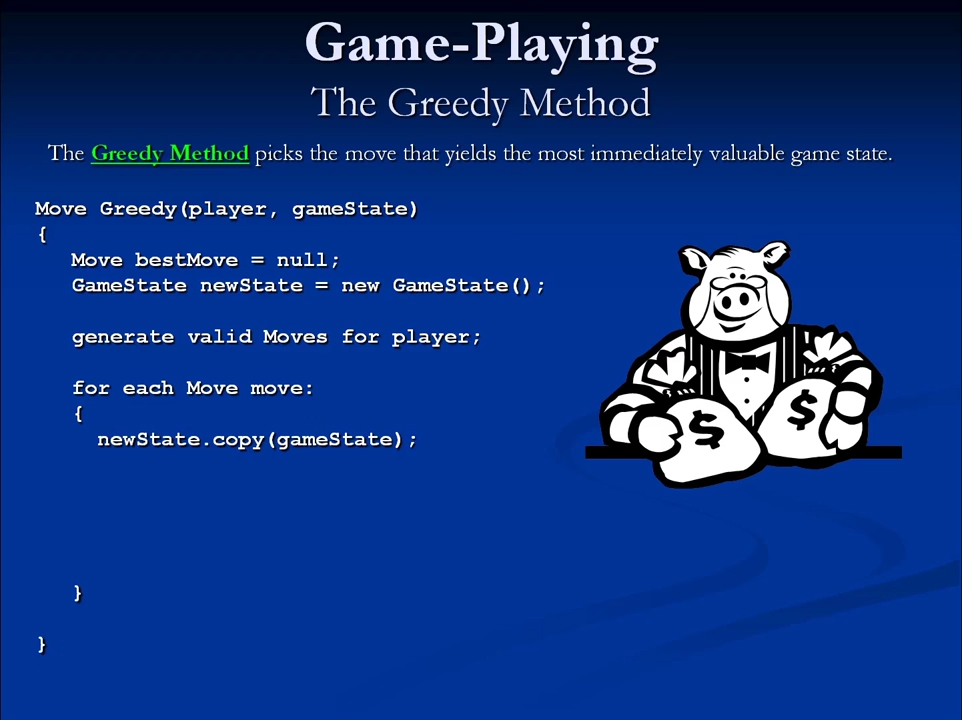 Game-Playing
The Greedy Method
The Greedy Method picks the move that yields the most immediately valuable game state.
Move Greedy(player, gameState)
{
Move bestMove = null;
GameState newState = new GameState();
generate valid Moves for player;
for each Move move:
{
newState.copy(gameState);
}
}
$ $